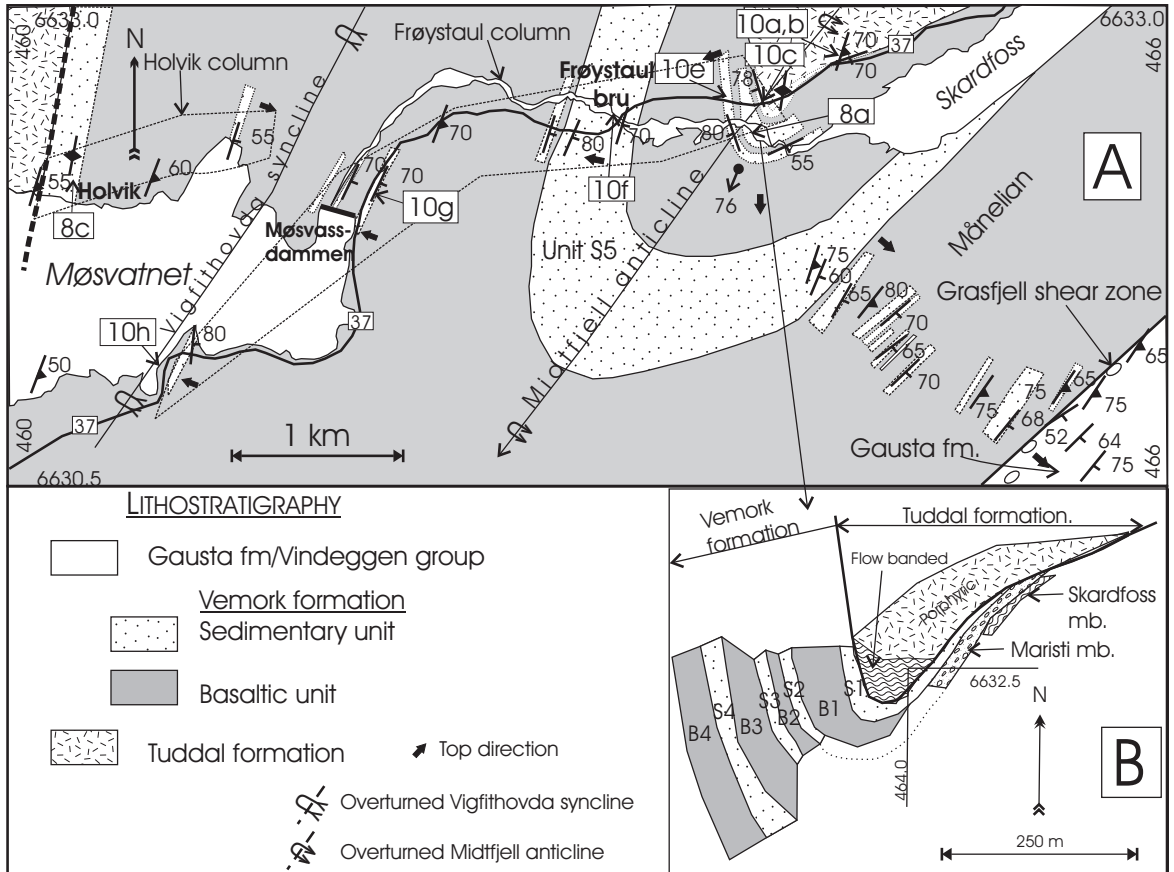 460
6633.0
N
Holvik column
Vigfithovda syncline
Frøystaul column
Frøystaul
bru
10e
10a,b
10c
37
70
70
78
6633.0
466
Skardfoss
8a
A
80
55
70
80
70
10f
76
70
70
10g
55
60
55
Holvik
8c
Møsvass-
dammen
Møsvatnet
Unit S5
Midtfjell anticline
Månelian
Grasfjell shear zone
75
60
65
80
70
65
70
65
75
65
75
75
68
52
64
75
Gausta fm.
10h
80
37
50
37
460
6630.5
1 km
466
LITHOSTRATIGRAPHY
Gausta fm/Vindeggen group
Vemork formation
Sedimentary unit
Basaltic unit
Tuddal formation
Top direction
Overturned Vigfithovda syncline
Overturned Midtfjell anticline
Vemork
formation
Tuddal formation.
Flow banded
Porphyric
Skardfoss
mb.
Maristi mb.
6632.5
N
S1
B1
S2
B2
S3
B3
S4
B4
464.0
B
250 m